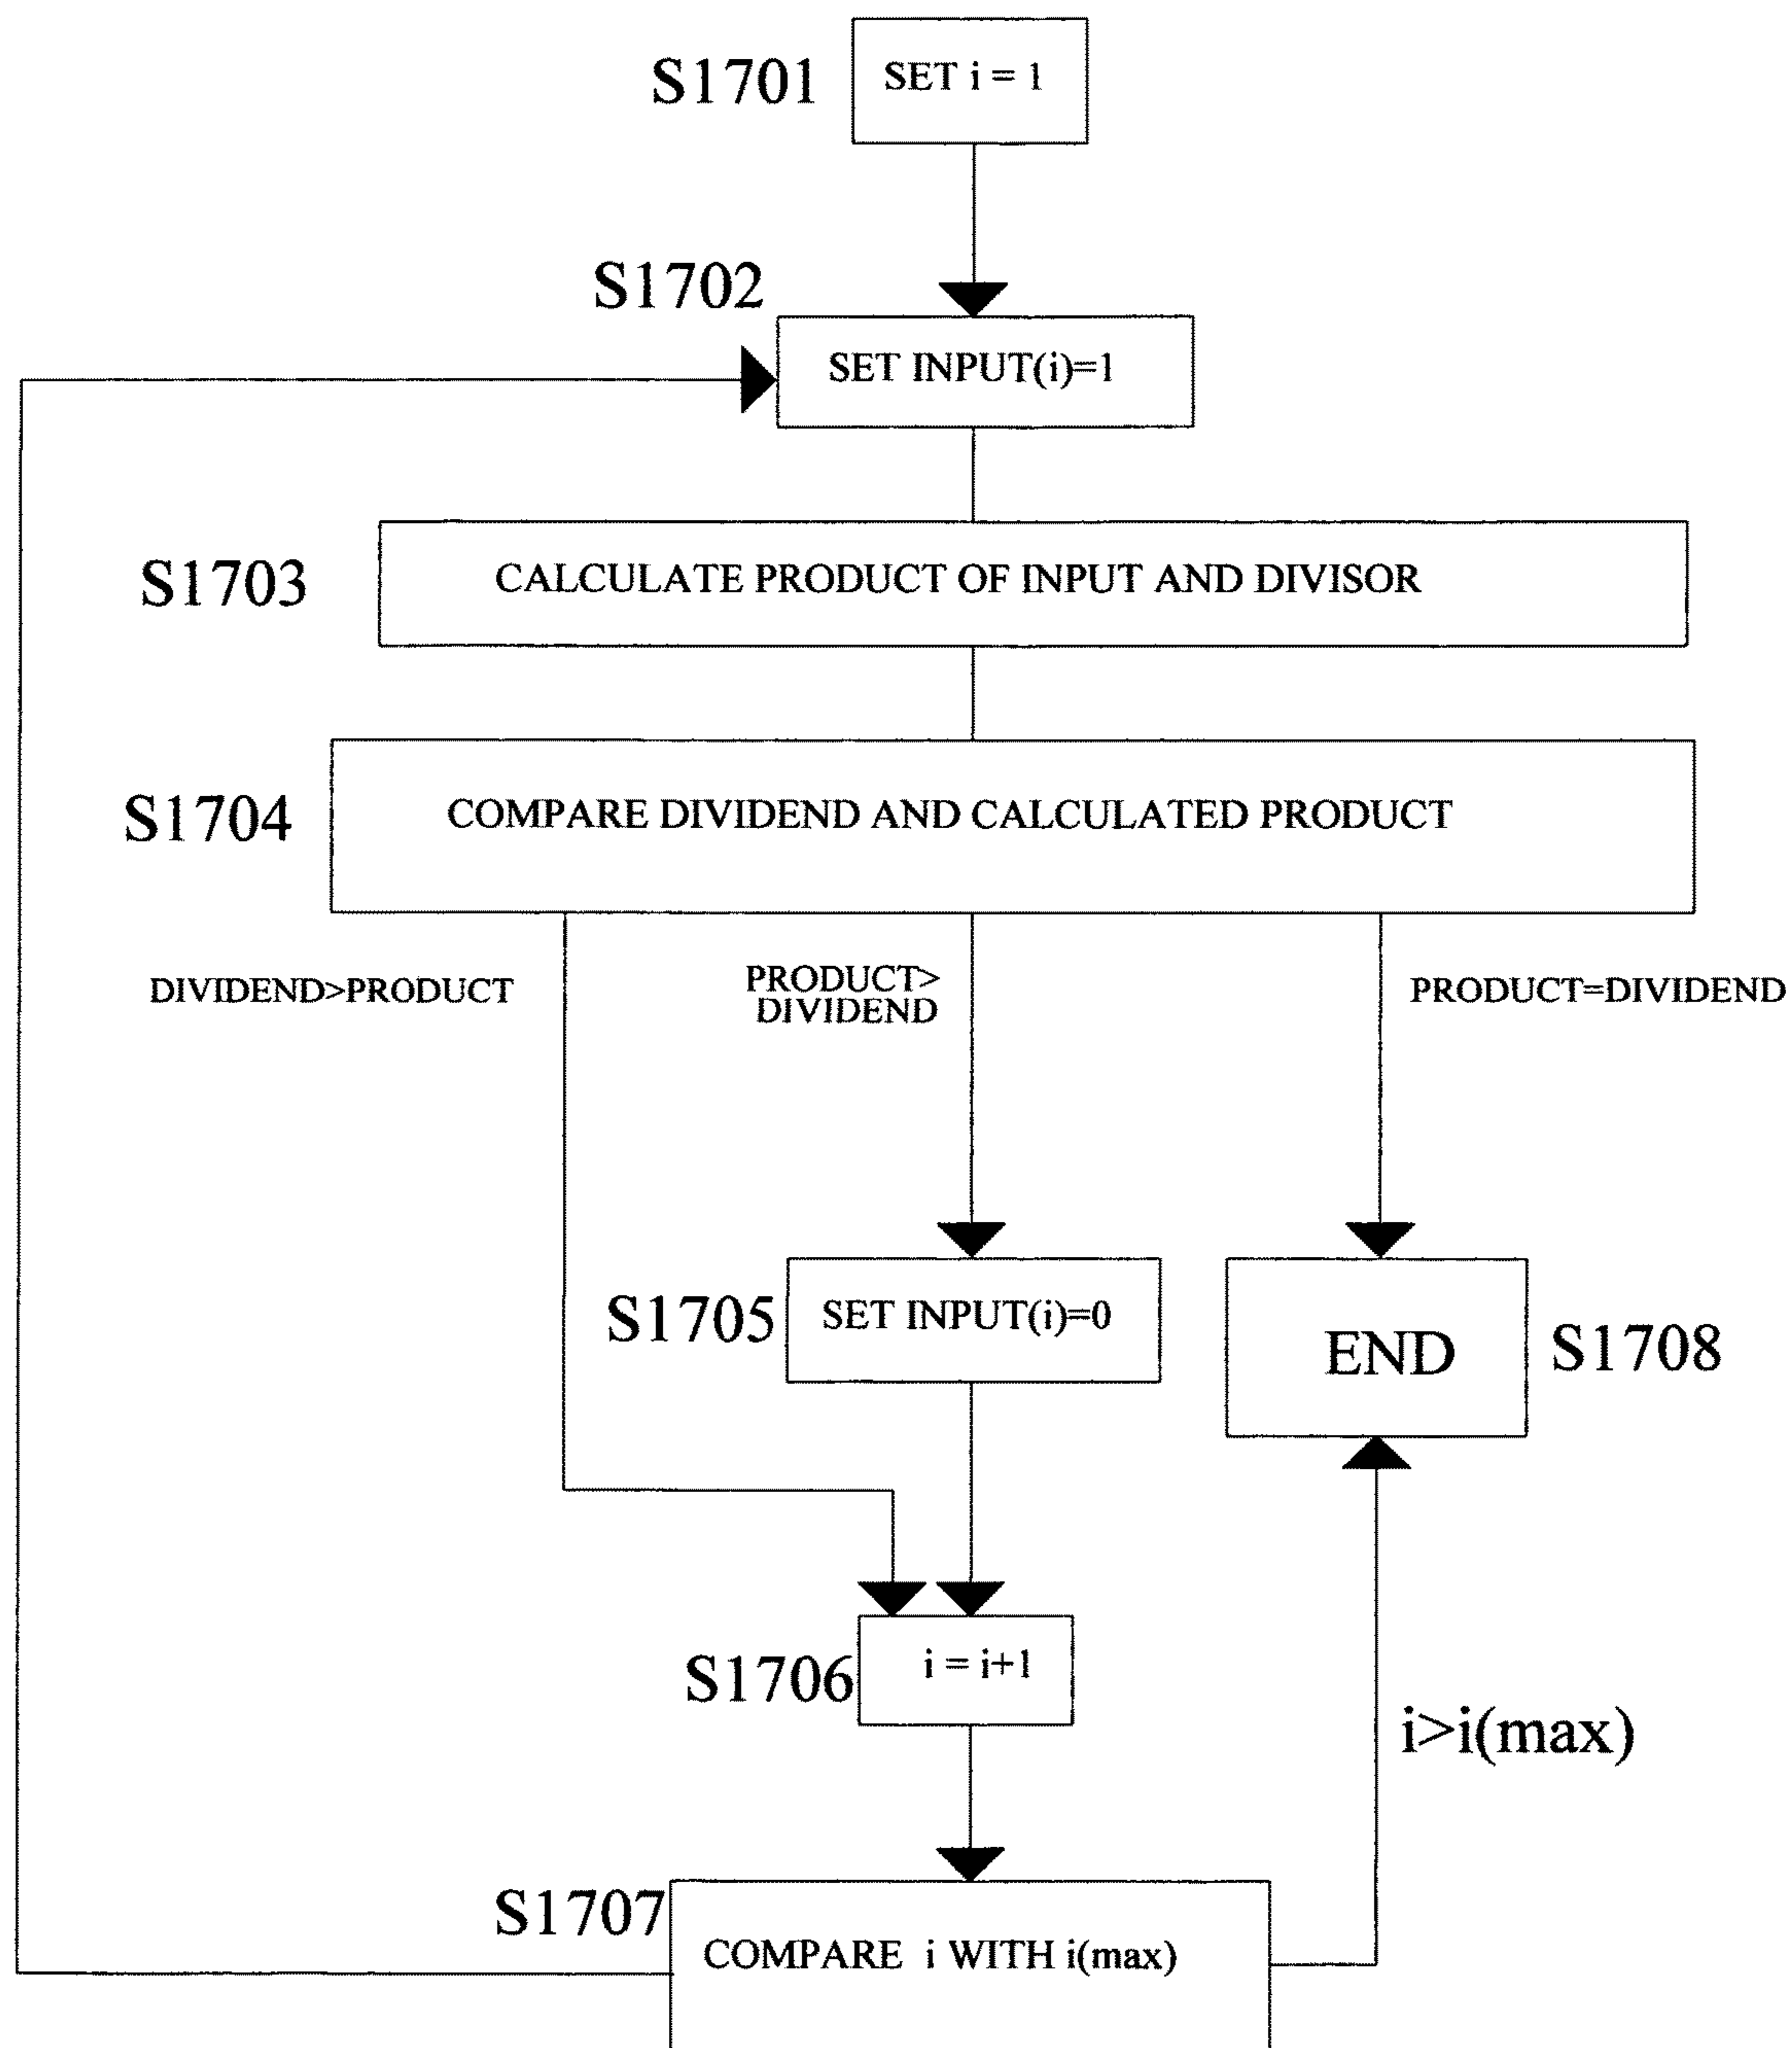 S1701
SET i = 1
S1702
SET INPUT(i)=1
S1703
CALCULATE PRODUCT OF INPUT AND DIVISOR
S1704
COMPARE DIVIDEND AND CALCULATED PRODUCT
DIVIDEND>PRODUCT
PRODUCT>
DIVIDEND
PRODUCT=DIVIDEND
S1705
SET INPUT(i)=0
END
S1708
S1706
i = i+1
i>i(max)
S1707
COMPARE i WITH i(max)